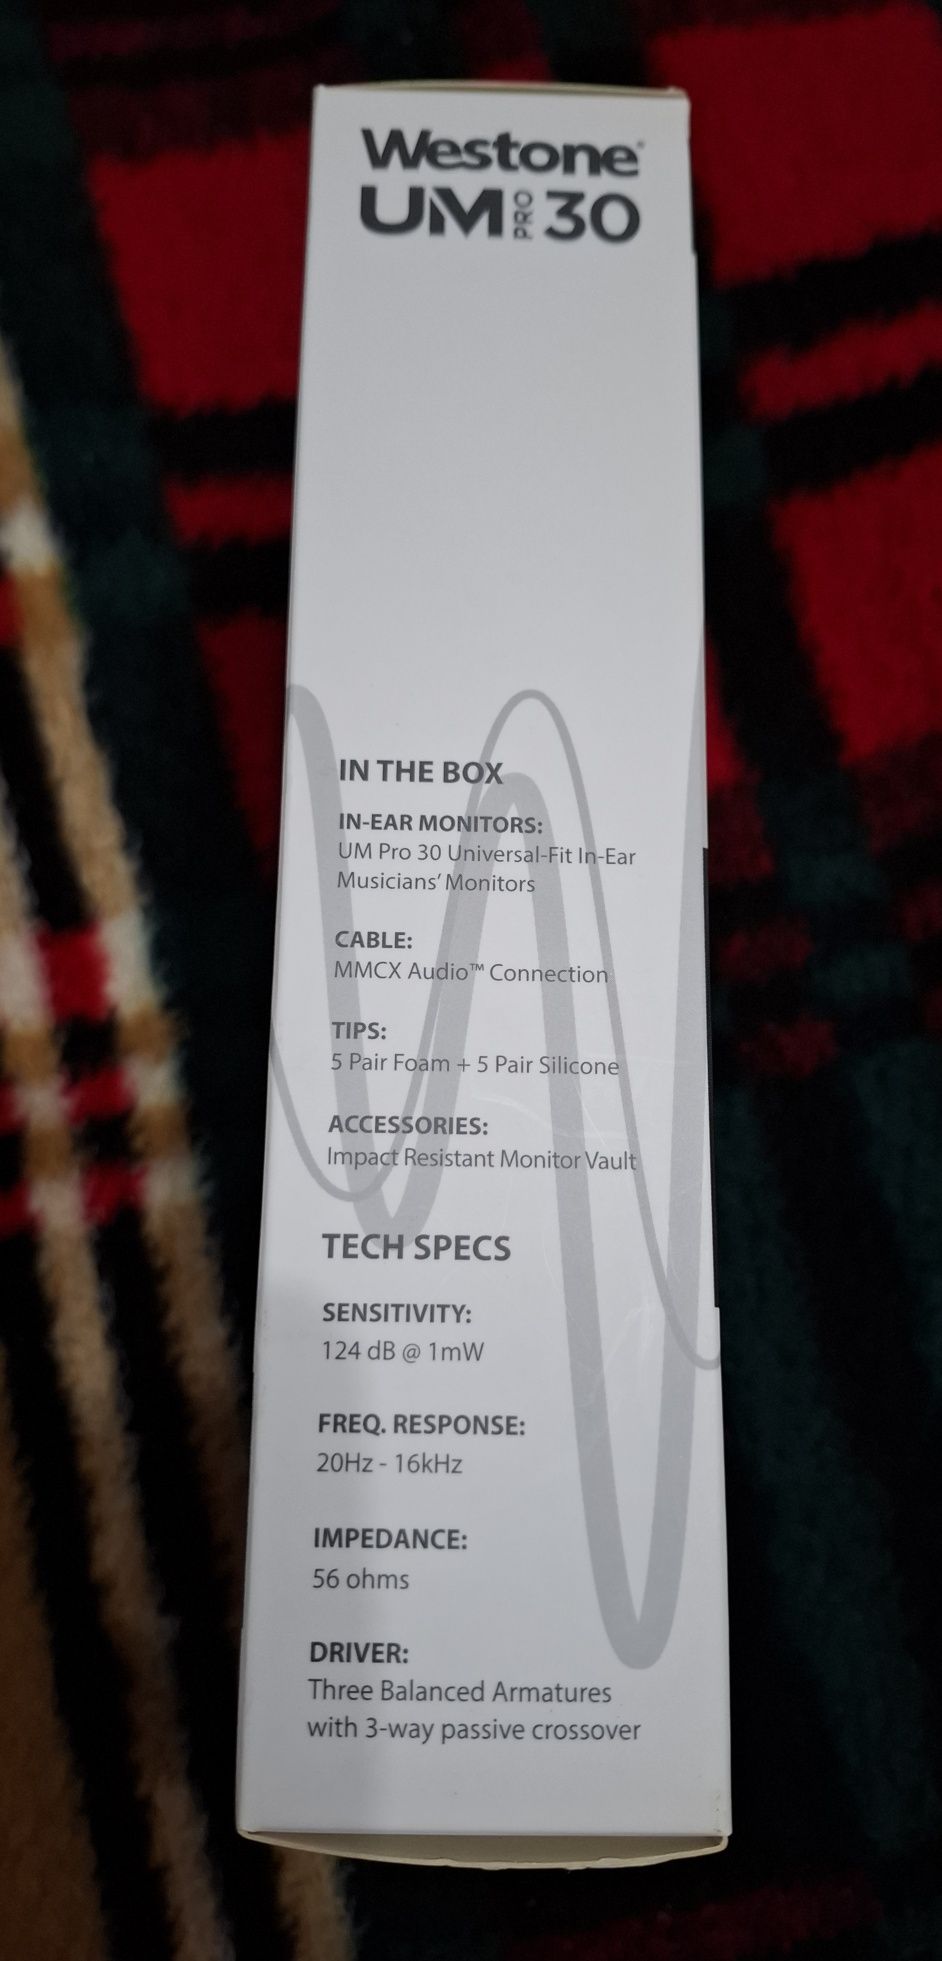 Westone®
UM PRO 30
IN THE BOX
IN-EAR MONITORS:
UM Pro 30 Universal-Fit In-Ear
Musicians’ Monitors
CABLE:
MMCX Audio™ Connection
TIPS:
5 Pair Foam + 5 Pair Silicone
ACCESSORIES:
Impact Resistant Monitor Vault
TECH SPECS
SENSITIVITY:
124 dB @ 1mW
FREQ. RESPONSE:
20Hz - 16kHz
IMPEDANCE:
56 ohms
DRIVER:
Three Balanced Armatures
with 3-way passive crossover